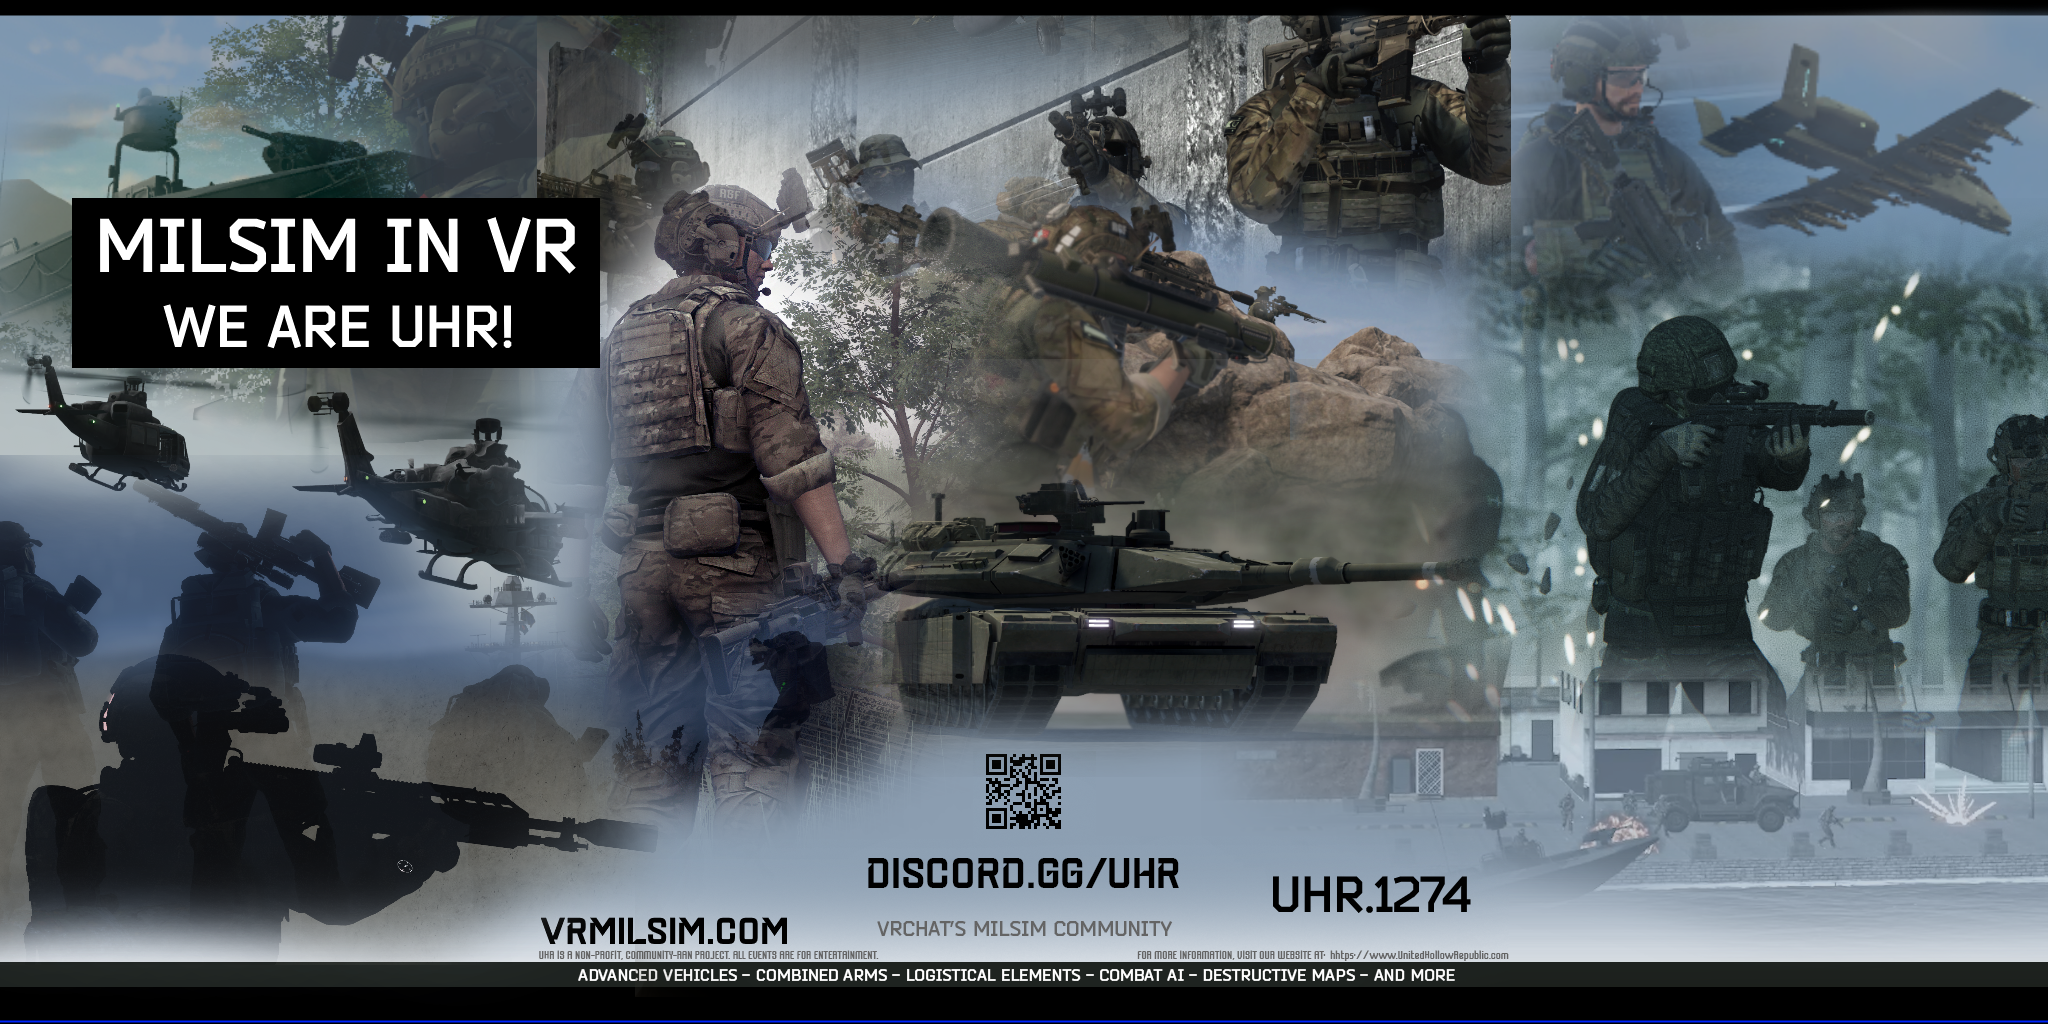 MILSIM IN VR
WE ARE UHR!
DISCORD.GG/UHR
UHR.1274
VRMILSIM.COM
VRCHAT'S MILSIM COMMUNITY
UHR IS A NON-PROFIT, COMMUNITY-RAN PROJECT. ALL EVENTS ARE FOR ENTERTAINMENT.
FOR MORE INFORMATION, VISIT OUR WEBSITE AT: hhtps://www.UnitedHollowRepublic.com
ADVANCED VEHICLES - COMBINED ARMS - LOGISTICAL ELEMENTS - COMBAT AI - DESTRUCTIVE MAPS - AND MORE